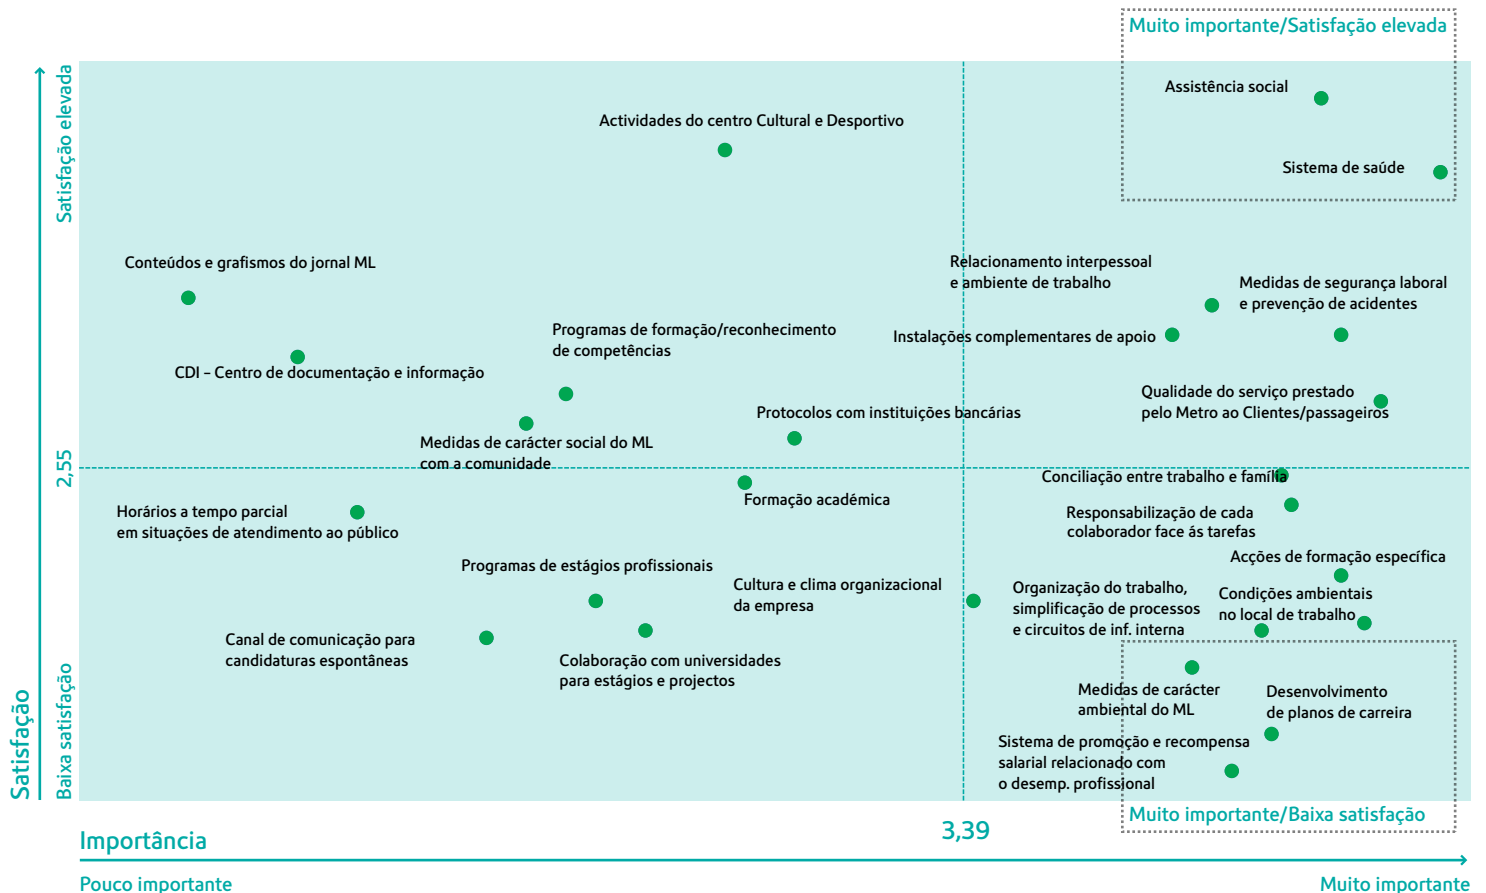 Muito importante/Satisfação elevada
Assistência social
Sistema de saúde
Actividades do centro Cultural e Desportivo
Conteúdos e grafismos do jornal ML
CDI – Centro de documentação e informação
Programas de formação/reconhecimento
de competências
Medidas de carácter social do ML
com a comunidade
Protocolos com instituições bancárias
Relacionamento interpessoal
e ambiente de trabalho
Instalações complementares de apoio
Medidas de segurança laboral
e prevenção de acidentes
Qualidade do serviço prestado
pelo Metro ao Clientes/passageiros
Formação académica
Conciliação entre trabalho e família
Responsabilização de cada
colaborador face ás tarefas
Horários a tempo parcial
em situações de atendimento ao público
Programas de estágios profissionais
Cultura e clima organizacional
da empresa
Organização do trabalho,
simplificação de processos
e circuitos de inf. interna
Acções de formação específica
Condições ambientais
no local de trabalho
Canal de comunicação para
candidaturas espontâneas
Colaboração com universidades
para estágios e projectos
Medidas de carácter
ambiental do ML
Desenvolvimento
de planos de carreira
Sistema de promoção e recompensa
salarial relacionado com
o desemp. profissional
Muito importante/Baixa satisfação
Satisfação elevada
2,55
Baixa satisfação
Satisfação
Importância
3,39
Pouco importante
Muito importante